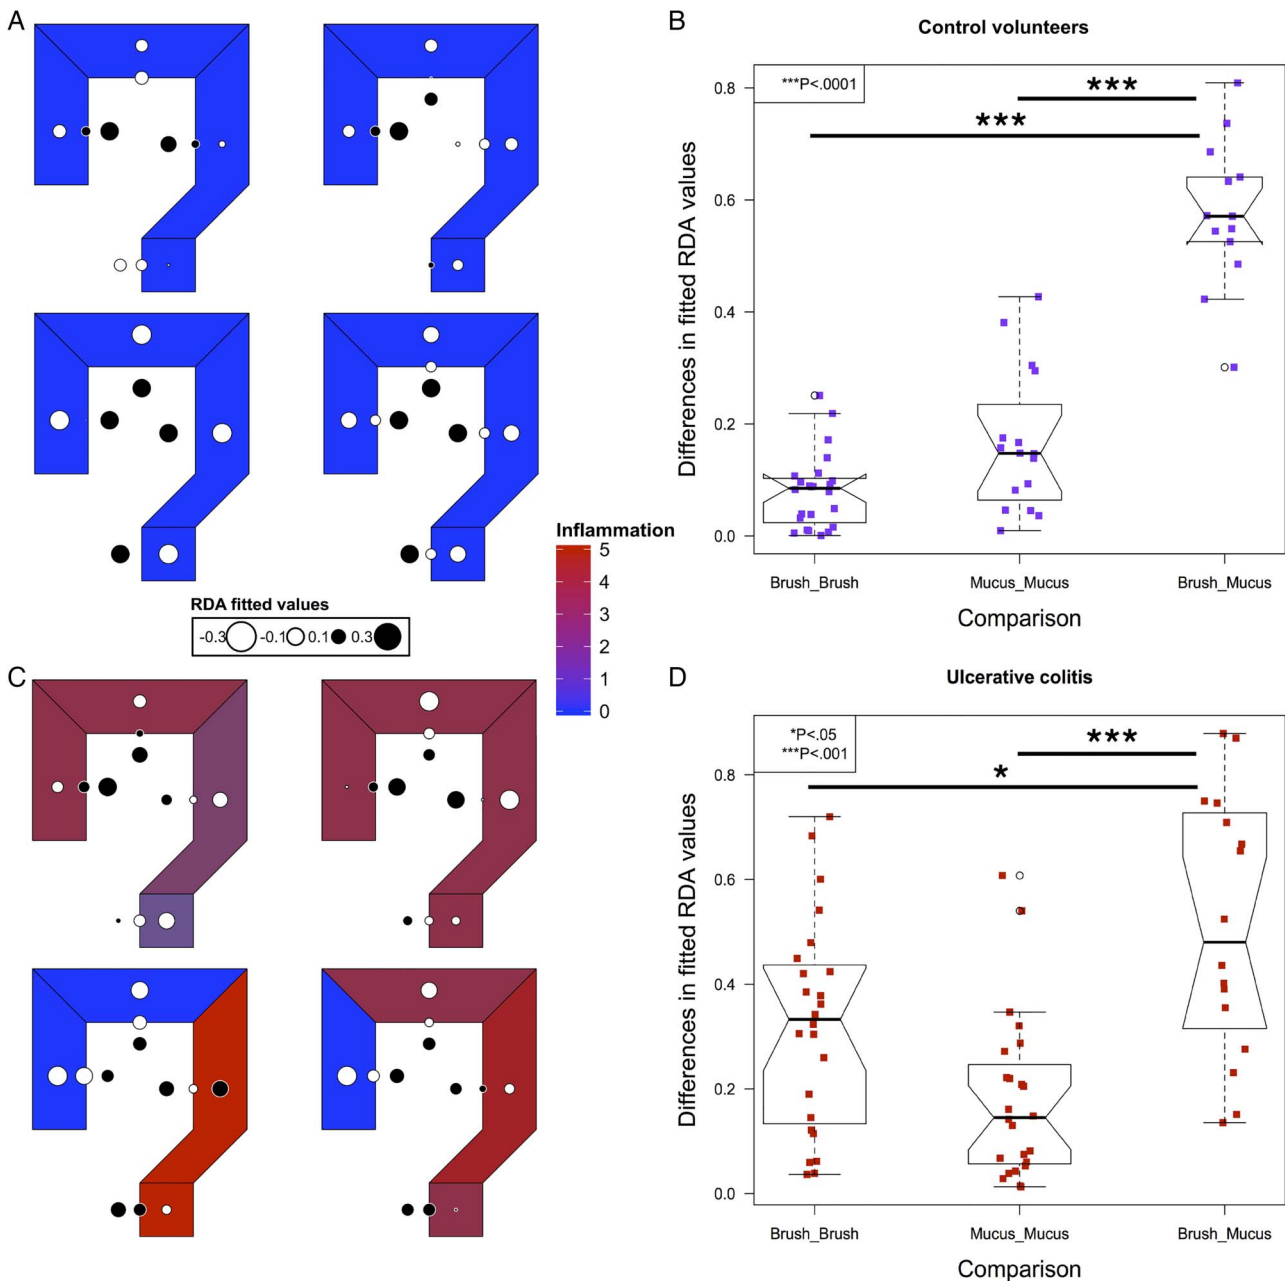 A
B
Control volunteers
***P<.0001
***
***
0.8
0.6
0.4
0.2
0.0
Differences in fitted RDA values
Brush_Brush Mucus_Mucus Brush_Mucus
Comparison
Inflammation
5
4
3
2
1
0
RDA fitted values
-0.3 -0.1 0.1 0.3
C
D
Ulcerative colitis
*P<.05
***P<.001
***
*
0.8
0.6
0.4
0.2
0.0
Differences in fitted RDA values
Brush_Brush Mucus_Mucus Brush_Mucus
Comparison